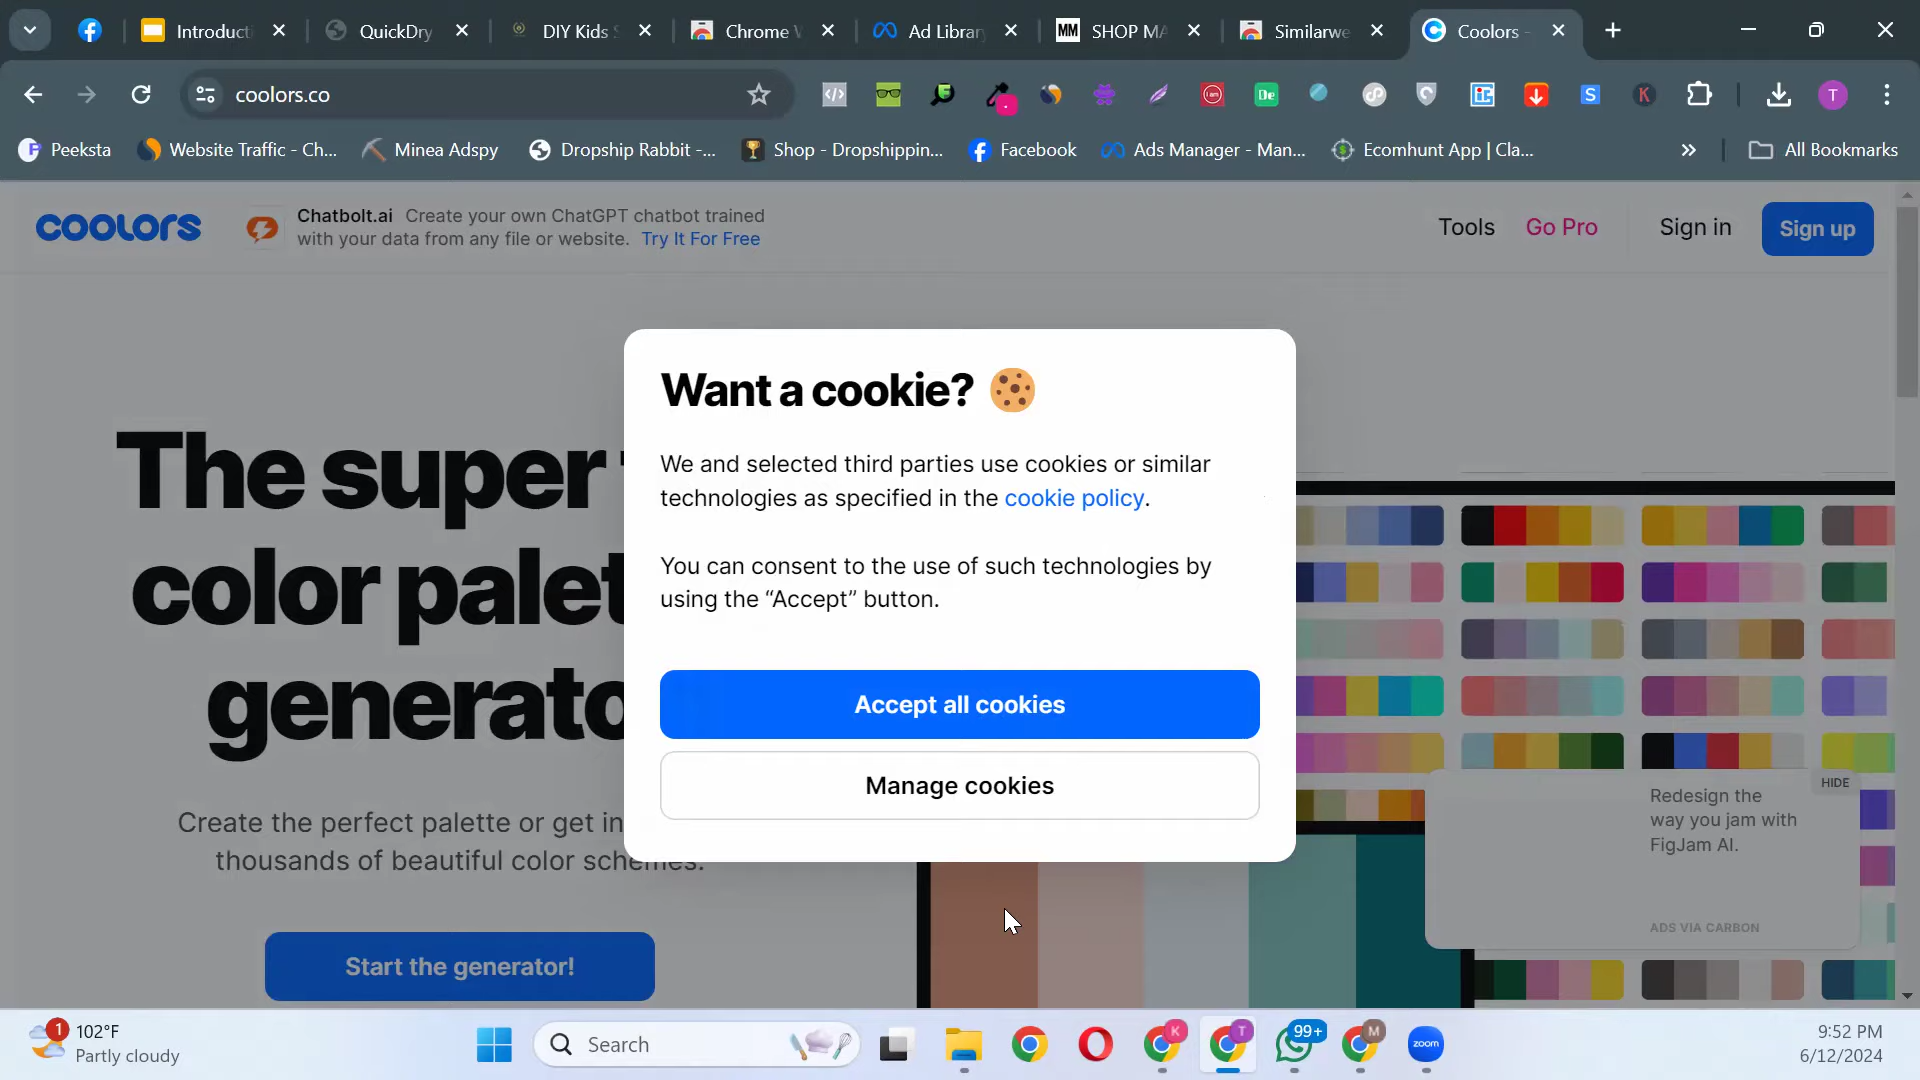 Introducti
QuickDry
DIY Kids S
Chrome W
Ad Library
SHOP MA
Similarwe
Coolors -
coolors.co
T
Peeksta
Website Traffic - Ch...
Minea Adspy
Dropship Rabbit -...
Shop - Dropshippin...
Facebook
Ads Manager - Man...
Ecomhunt App | Cla...
All Bookmarks
coolors
Chatbolt.ai Create your own ChatGPT chatbot trained
with your data from any file or website. Try It For Free
Tools
Go Pro
Sign in
Sign up
The super
color palet
generato
Create the perfect palette or get in
thousands of beautiful color schemes.
Start the generator!
Want a cookie?
We and selected third parties use cookies or similar
technologies as specified in the cookie policy.
You can consent to the use of such technologies by
using the “Accept” button.
Accept all cookies
Manage cookies
HIDE
Redesign the
way you jam with
FigJam AI.
ADS VIA CARBON
1
102°F
Partly cloudy
Search
K
T
99+
M
zoom
9:52 PM
6/12/2024